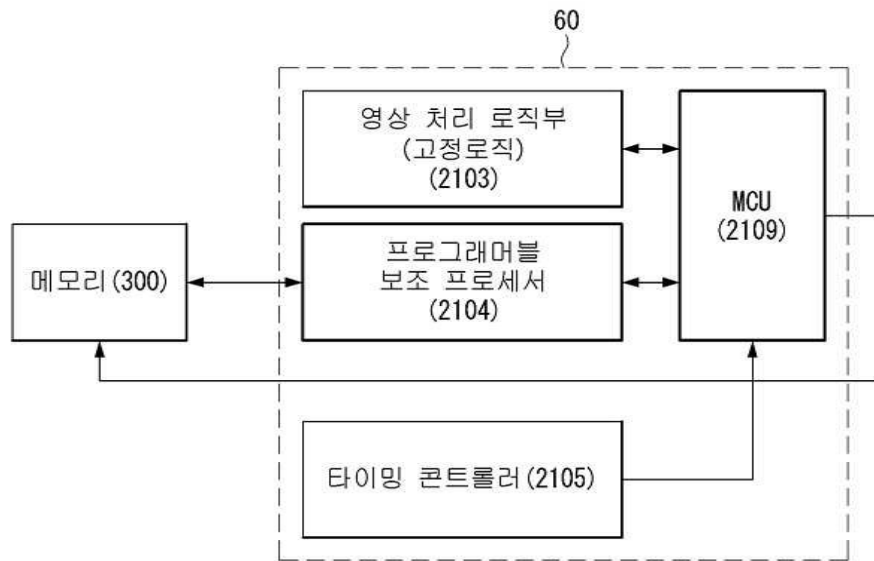 60
영상 처리 로직부
(고정로직)
(2103)
MCU
(2109)
프로그래머블
보조 프로세서
(2104)
메모리(300)
타이밍 콘트롤러(2105)